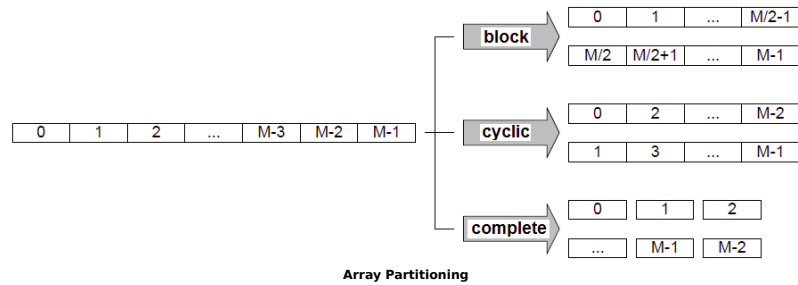 0 1 2 ... M-3 M-2 M-1
block
0 1 ... M/2-1
M/2 M/2+1 ... M-1
cyclic
0 2 ... M-2
1 3 ... M-1
complete
0 1 2
... M-1 M-2
Array Partitioning